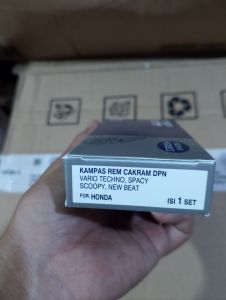 KAMPAS REM CAKRAM DPN
VARIO TECHNO, SPACY
SCOOPY, NEW BEAT
FOR HONDA
ISI 1 SET